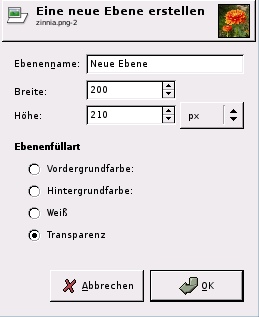 Eine neue Ebene erstellen
zinnia.png-2
Ebenenname: Neue Ebene
Breite: 200
Höhe: 210 px
Ebenenfüllart
Vordergrundfarbe:
Hintergrundfarbe:
Weiß
Transparenz
Abbrechen OK